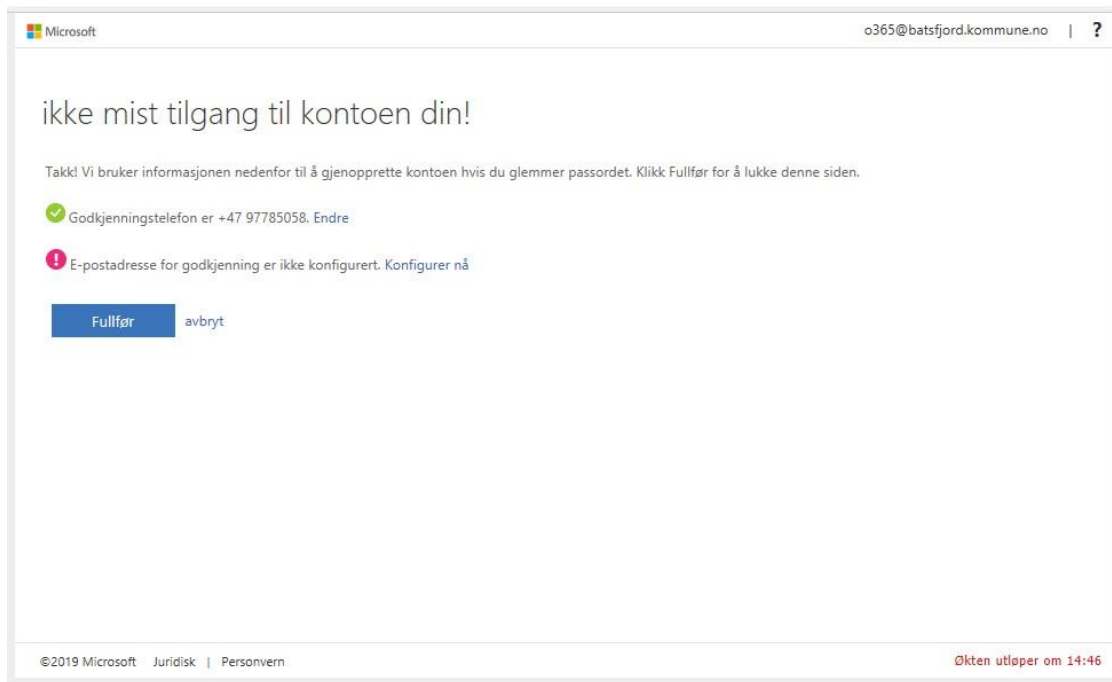 Microsoft
o365@batsfjord.kommune.no | ?
ikke mist tilgang til kontoen din!
Takk! Vi bruker informasjonen nedenfor til å gjenopprette kontoen hvis du glemmer passordet. Klikk Fullfør for å lukke denne siden.
Godkjenningstelefon er +47 97785058. Endre
E-postadresse for godkjenning er ikke konfigurert. Konfigurer nå
Fullfør avbryt
©2019 Microsoft Juridisk | Personvern
Økten utløper om 14:46